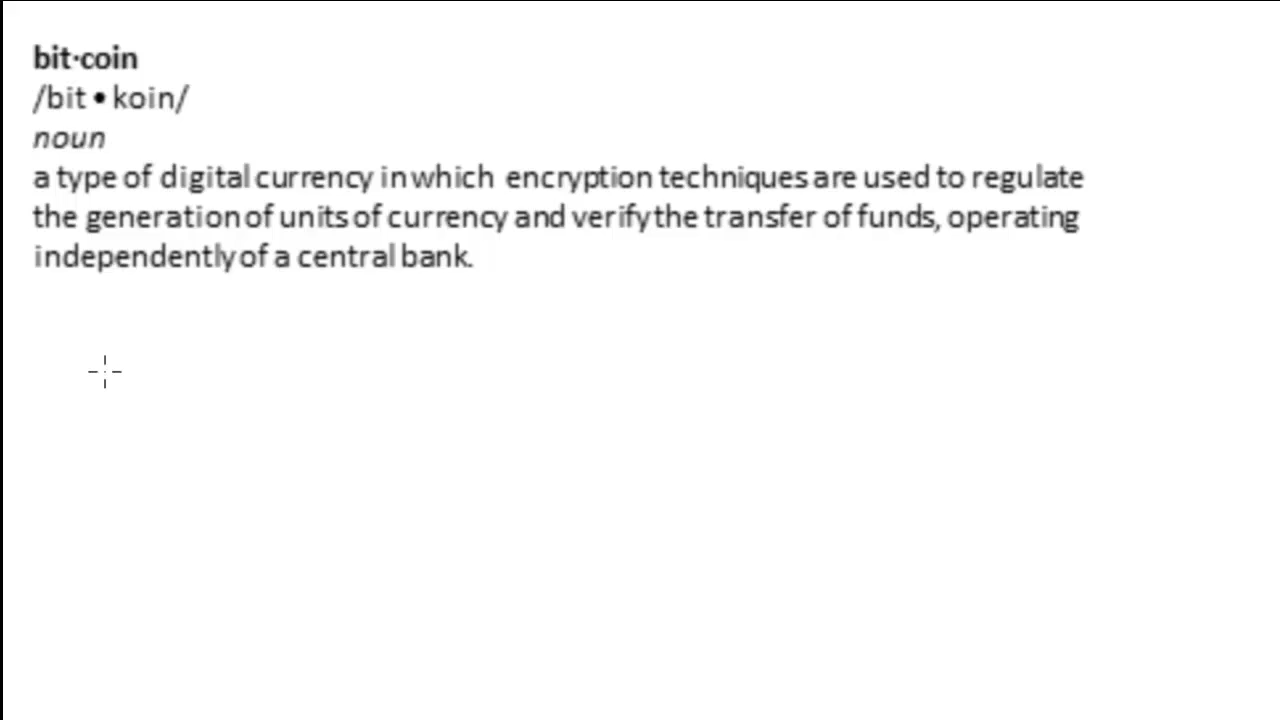 bit·coin
/bit • koin/
noun
a type of digital currency in which encryption techniques are used to regulate
the generation of units of currency and verify the transfer of funds, operating
independently of a central bank.